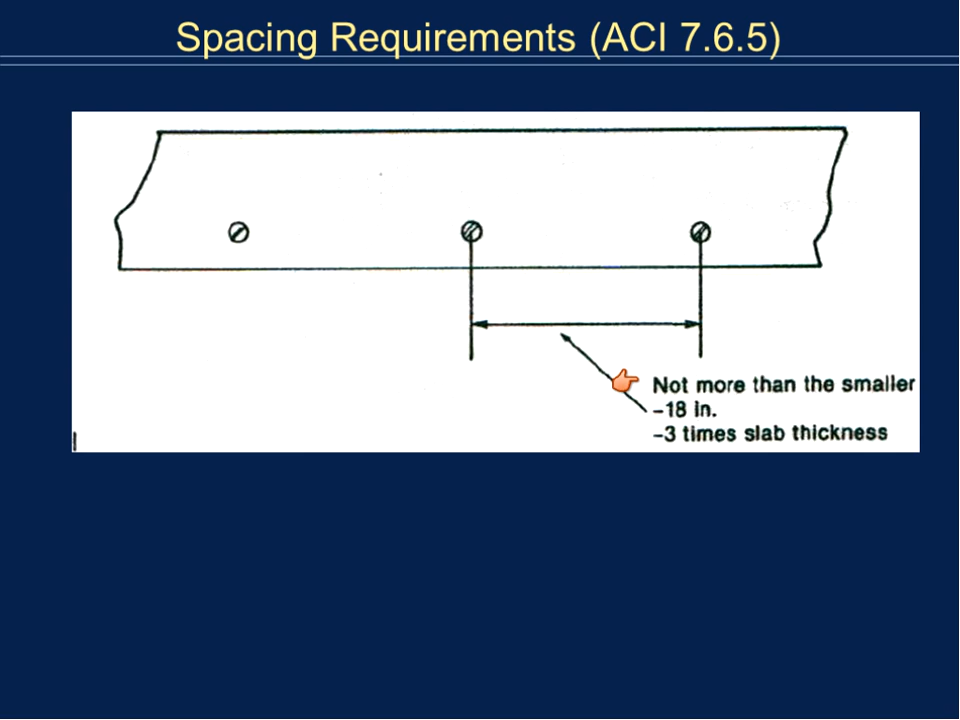 Spacing Requirements (ACI 7.6.5)
Not more than the smaller
-18 in.
-3 times slab thickness